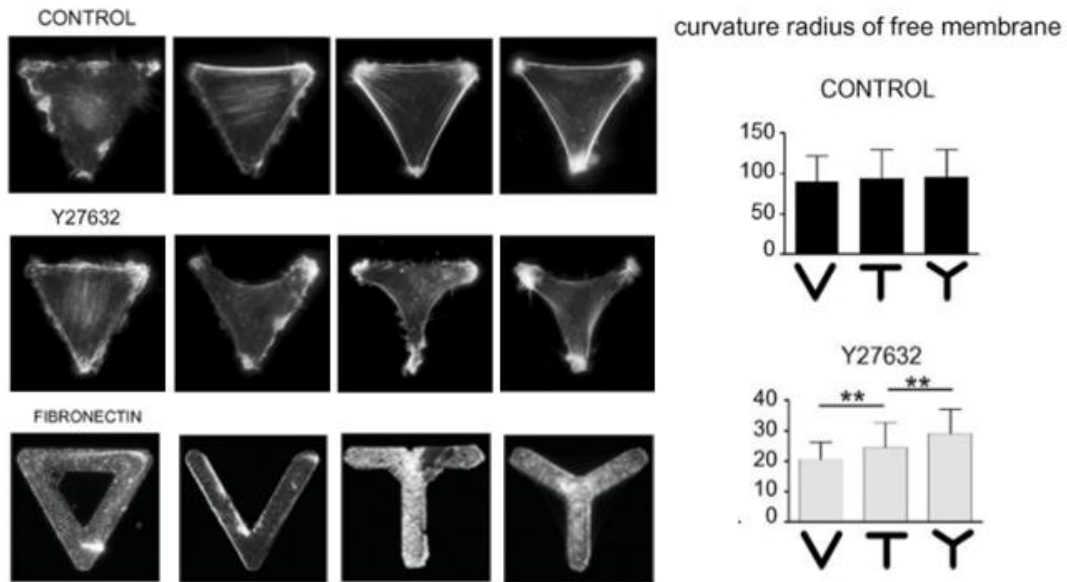 CONTROL
Y27632
FIBRONECTIN
curvature radius of free membrane
CONTROL
150
100
50
0
V T Y
Y27632
** **
40
30
20
10
0
V T Y